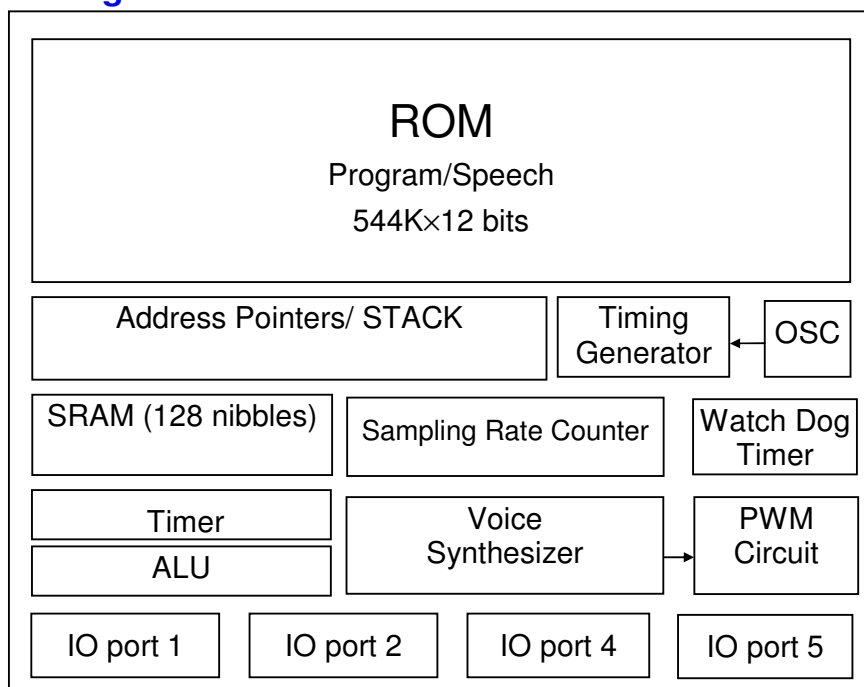 ROM
Program/Speech
544K×12 bits
Address Pointers/ STACK
Timing
Generator
OSC
SRAM (128 nibbles)
Sampling Rate Counter
Watch Dog
Timer
Timer
ALU
Voice
Synthesizer
PWM
Circuit
IO port 1
IO port 2
IO port 4
IO port 5